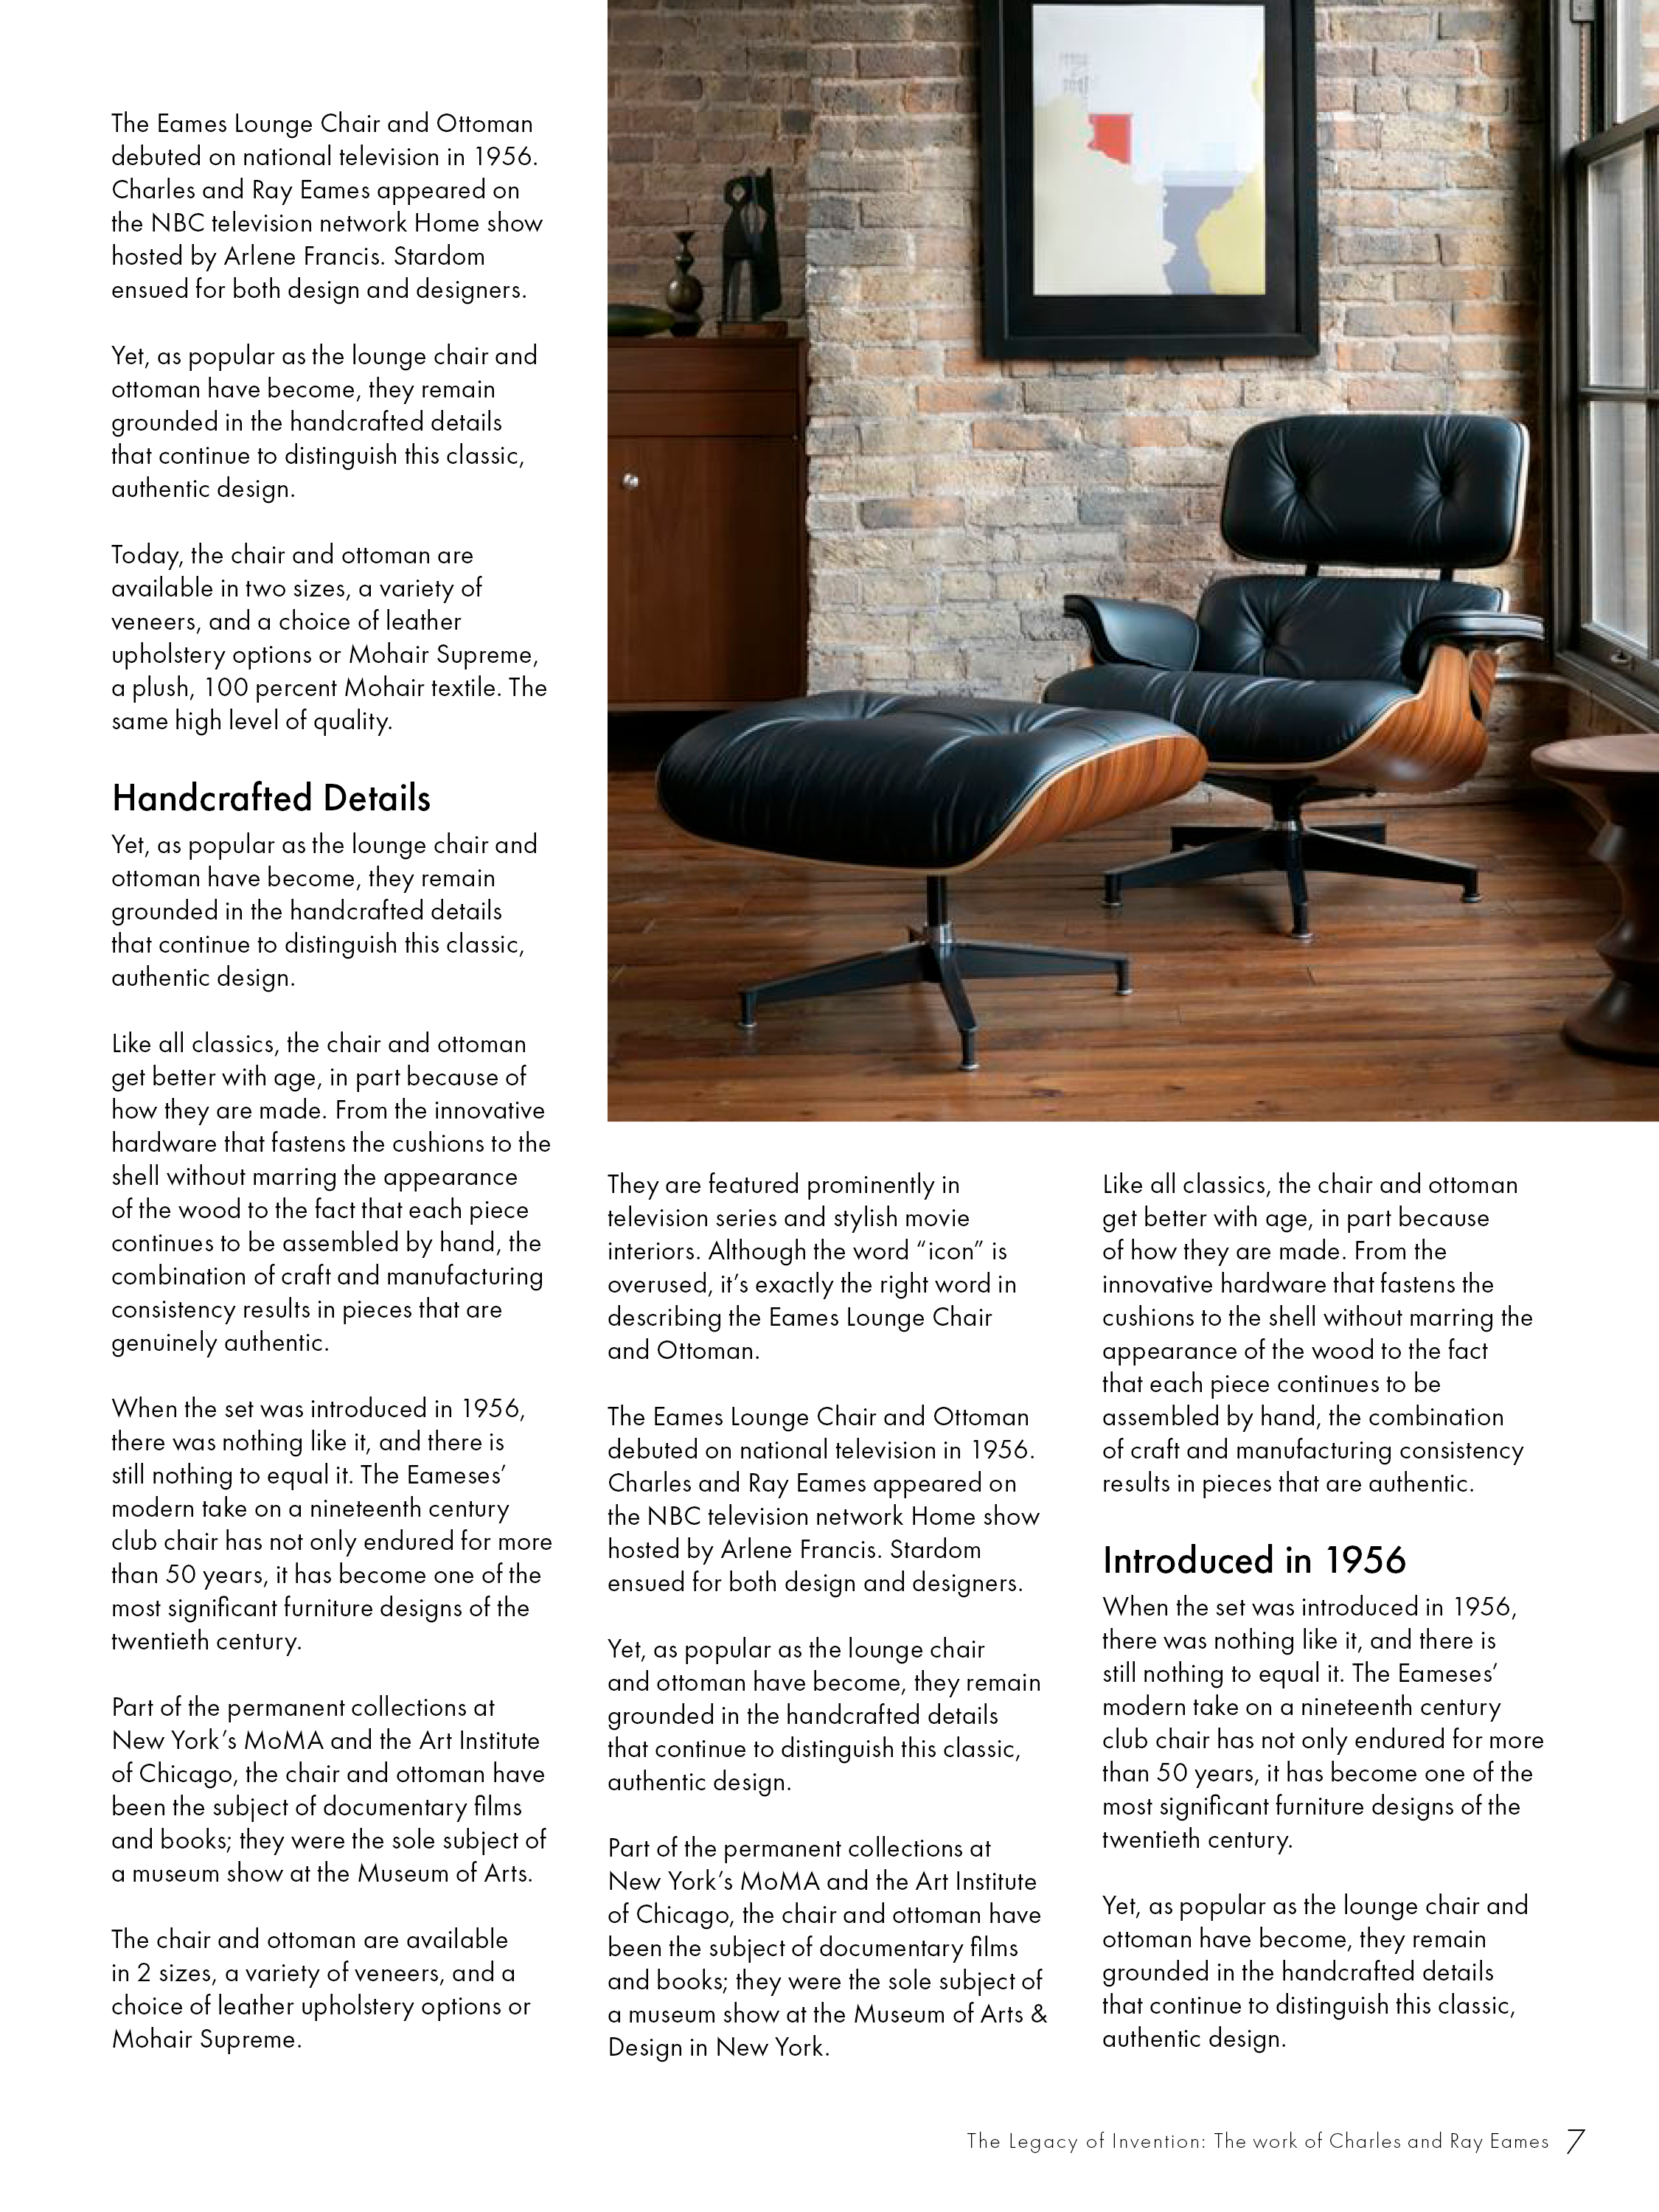 The Eames Lounge Chair and Ottoman
debuted on national television in 1956.
Charles and Ray Eames appeared on
the NBC television network Home show
hosted by Arlene Francis. Stardom
ensued for both design and designers.
Yet, as popular as the lounge chair and
ottoman have become, they remain
grounded in the handcrafted details
that continue to distinguish this classic,
authentic design.
Today, the chair and ottoman are
available in two sizes, a variety of
veneers, and a choice of leather
upholstery options or Mohair Supreme,
a plush, 100 percent Mohair textile. The
same high level of quality.
Handcrafted Details
Yet, as popular as the lounge chair and
ottoman have become, they remain
grounded in the handcrafted details
that continue to distinguish this classic,
authentic design.
Like all classics, the chair and ottoman
get better with age, in part because of
how they are made. From the innovative
hardware that fastens the cushions to the
shell without marring the appearance
of the wood to the fact that each piece
continues to be assembled by hand, the
combination of craft and manufacturing
consistency results in pieces that are
genuinely authentic.
When the set was introduced in 1956,
there was nothing like it, and there is
still nothing to equal it. The Eameses’
modern take on a nineteenth century
club chair has not only endured for more
than 50 years, it has become one of the
most significant furniture designs of the
twentieth century.
Part of the permanent collections at
New York’s MoMA and the Art Institute
of Chicago, the chair and ottoman have
been the subject of documentary films
and books; they were the sole subject of
a museum show at the Museum of Arts.
The chair and ottoman are available
in 2 sizes, a variety of veneers, and a
choice of leather upholstery options or
Mohair Supreme.
They are featured prominently in
television series and stylish movie
interiors. Although the word “icon” is
overused, it’s exactly the right word in
describing the Eames Lounge Chair
and Ottoman.
The Eames Lounge Chair and Ottoman
debuted on national television in 1956.
Charles and Ray Eames appeared on
the NBC television network Home show
hosted by Arlene Francis. Stardom
ensued for both design and designers.
Yet, as popular as the lounge chair
and ottoman have become, they remain
grounded in the handcrafted details
that continue to distinguish this classic,
authentic design.
Part of the permanent collections at
New York’s MoMA and the Art Institute
of Chicago, the chair and ottoman have
been the subject of documentary films
and books; they were the sole subject of
a museum show at the Museum of Arts &
Design in New York.
Like all classics, the chair and ottoman
get better with age, in part because
of how they are made. From the
innovative hardware that fastens the
cushions to the shell without marring the
appearance of the wood to the fact
that each piece continues to be
assembled by hand, the combination
of craft and manufacturing consistency
results in pieces that are authentic.
Introduced in 1956
When the set was introduced in 1956,
there was nothing like it, and there is
still nothing to equal it. The Eameses’
modern take on a nineteenth century
club chair has not only endured for more
than 50 years, it has become one of the
most significant furniture designs of the
twentieth century.
Yet, as popular as the lounge chair and
ottoman have become, they remain
grounded in the handcrafted details
that continue to distinguish this classic,
authentic design.
The Legacy of Invention: The work of Charles and Ray Eames 7